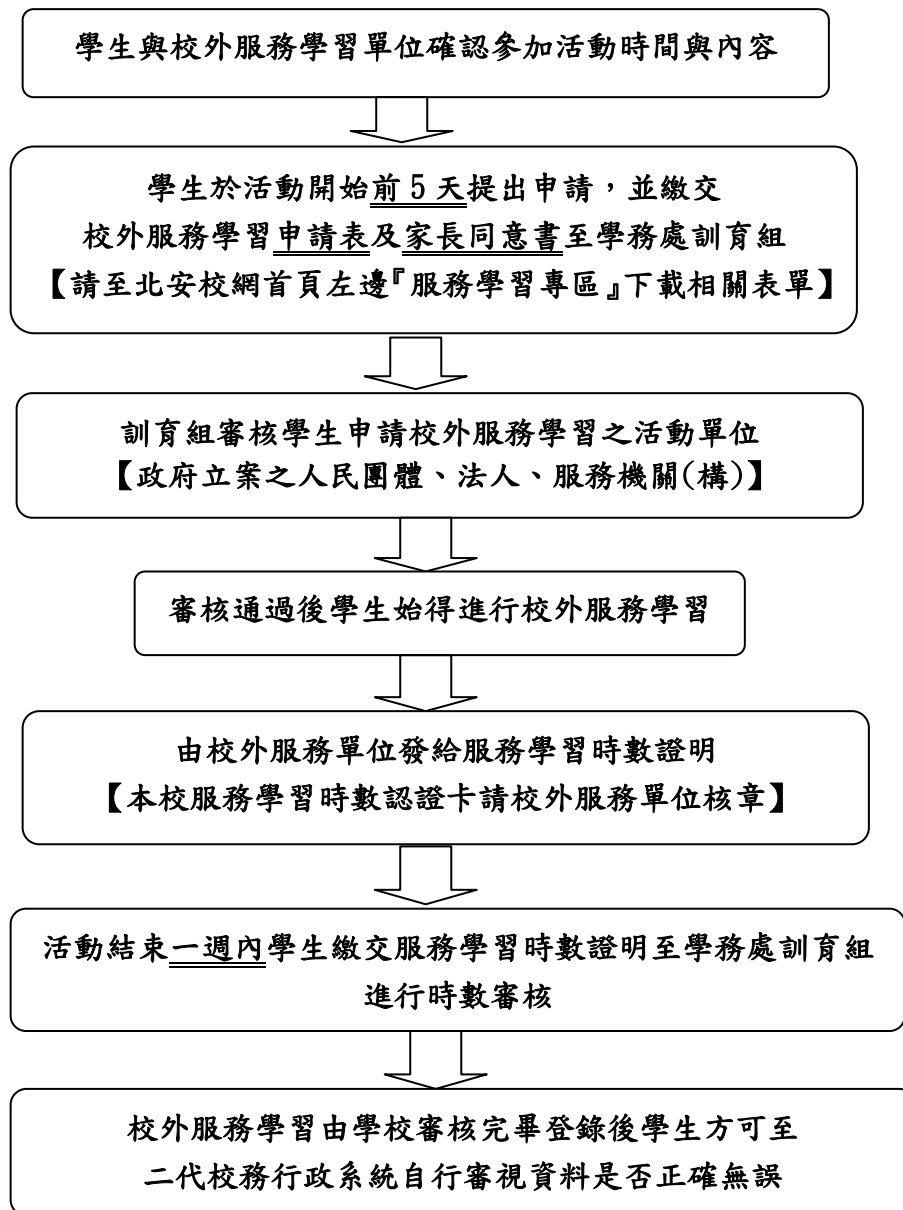 學生與校外服務學習單位確認參加活動時間與內容
學生於活動開始前 5 天提出申請，並繳交
校外服務學習申請表及家長同意書至學務處訓育組
【請至北安校網首頁左邊『服務學習專區』下載相關表單】
訓育組審核學生申請校外服務學習之活動單位
【政府立案之人民團體、法人、服務機關(構)】
審核通過後學生始得進行校外服務學習
由校外服務單位發給服務學習時數證明
【本校服務學習時數認證卡請校外服務單位核章】
活動結束一週內學生繳交服務學習時數證明至學務處訓育組
進行時數審核
校外服務學習由學校審核完畢登錄後學生方可至
二代校務行政系統自行審視資料是否正確無誤